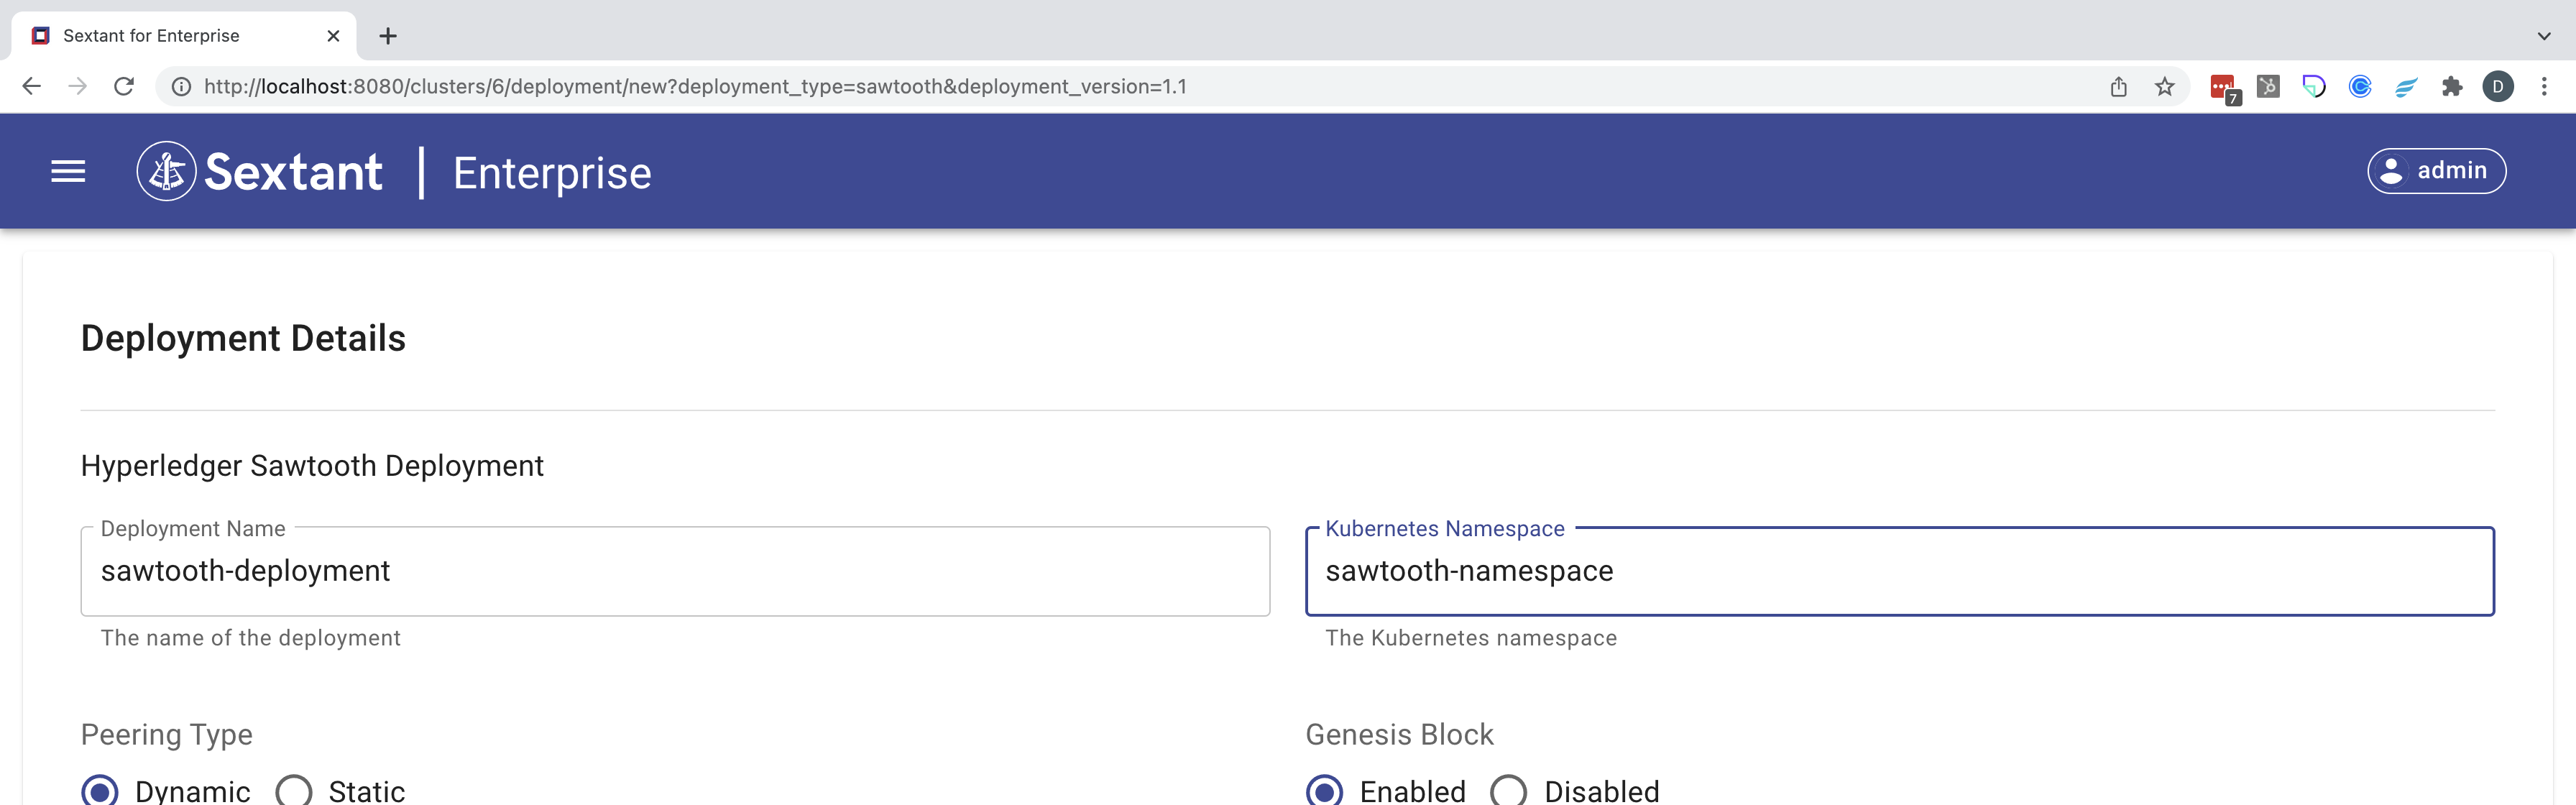 Sextant for Enterprise
http://localhost:8080/clusters/6/deployment/new?deployment_type=sawtooth&deployment_version=1.1
7
D
Sextant | Enterprise
admin
Deployment Details
Hyperledger Sawtooth Deployment
Deployment Name
sawtooth-deployment
The name of the deployment
Kubernetes Namespace
sawtooth-namespace
The Kubernetes namespace
Peering Type
Dynamic Static
Genesis Block
Enabled Disabled